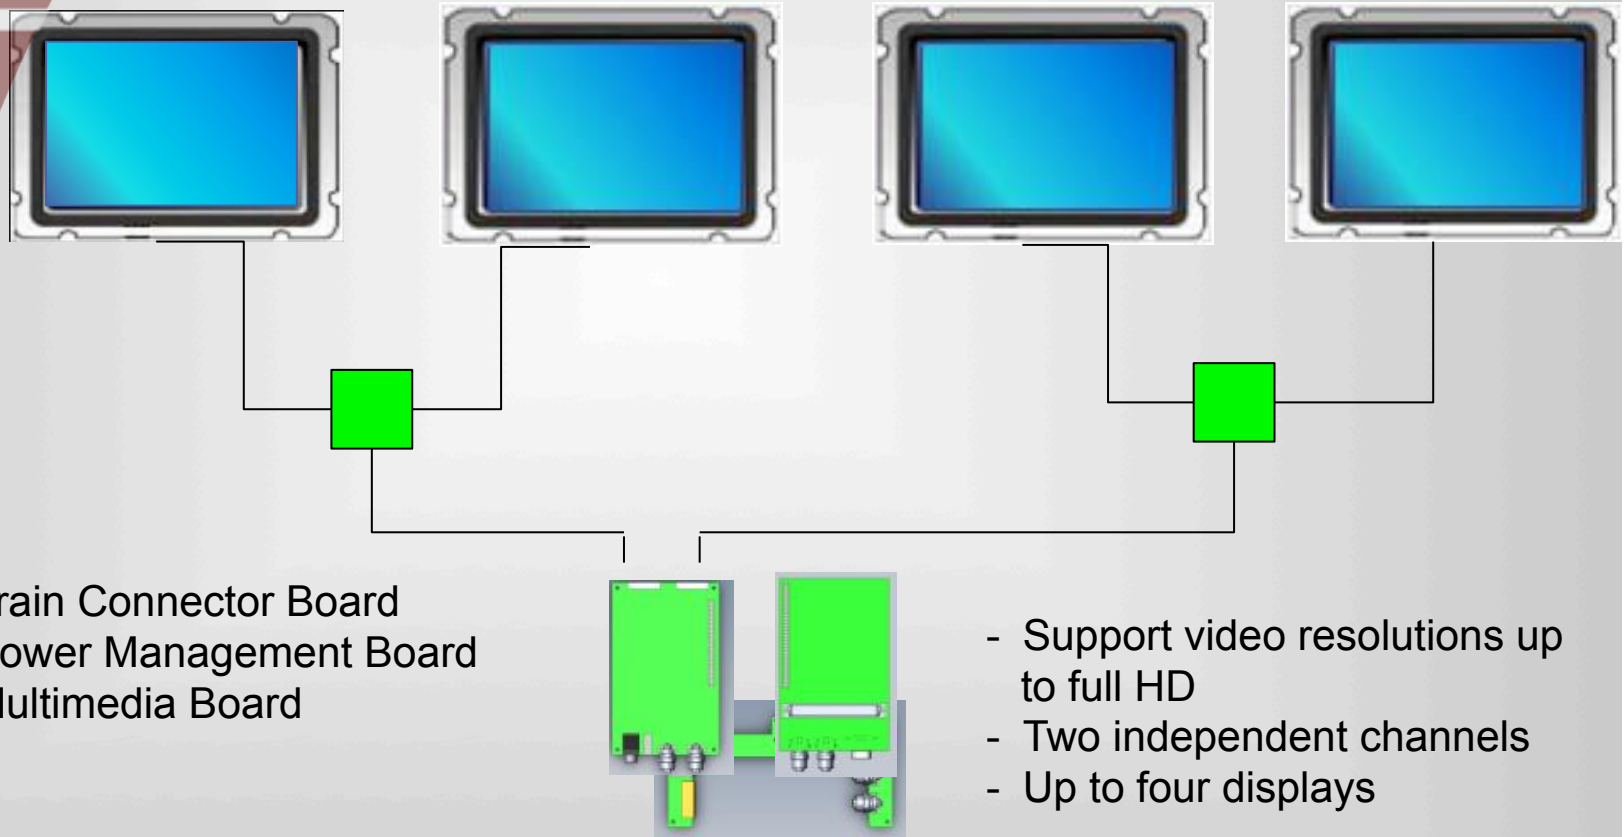 rain Connector Board
ower Management Board
ultimedia Board
- Support video resolutions up
to full HD
- Two independent channels
- Up to four displays